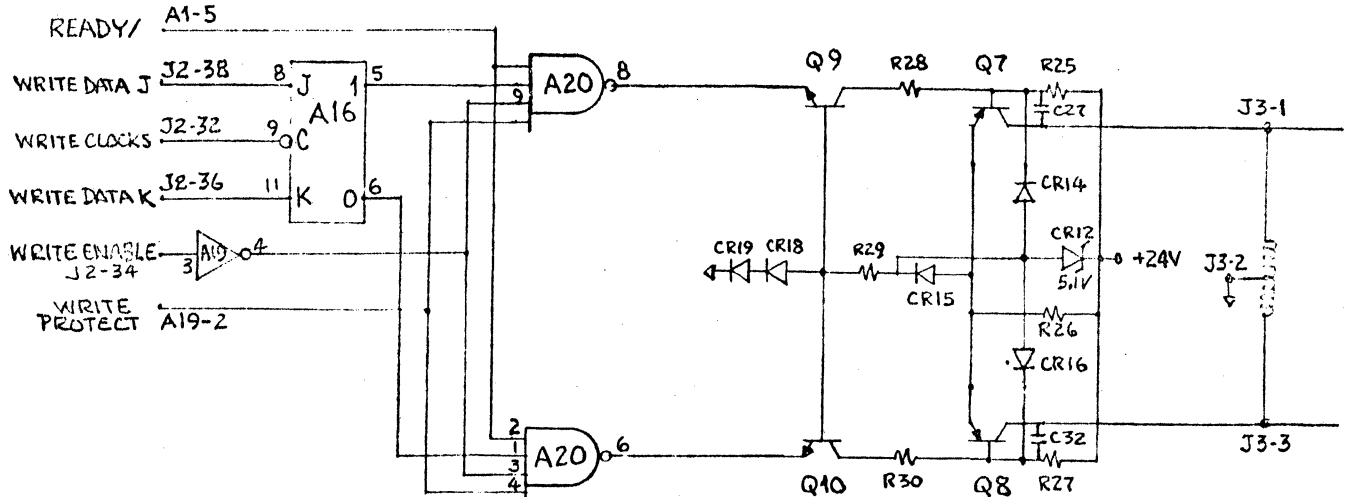 READY/ A1-5
WRITE DATA J J2-38 8 J 1 5
A16
WRITE CLOCKS J2-32 9 C
WRITE DATA K J2-36 11 K 0 6
WRITE ENABLE
J2-34 3 A19 4
WRITE
PROTECT A19-2
9 A20 8
Q9 R28 Q7 R25
C27
J3-1
CR14
CR19 CR18 R29 CR15
CR12
5.1V
+24V
J3-2
R26
CR16
2
1
3
4
A20 6
Q10 R30 Q8 C32
R27
J3-3